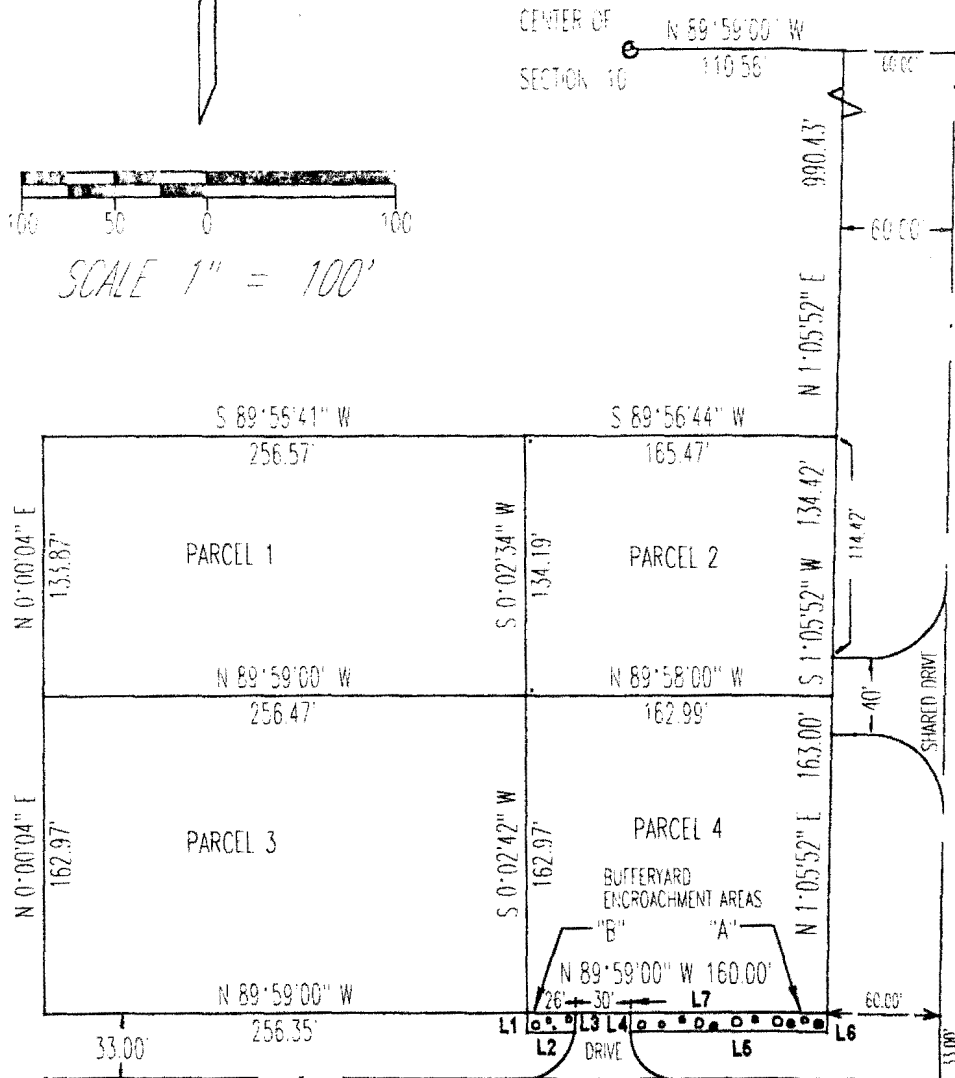 CENTER OF
SECTION 10
N 89°59'00" W
110.56'
60.00'
990.43'
60.00'
N 1°05'52" E
100 50 0 100
SCALE 1" = 100'
S 89°56'41" W
256.57'
S 89°56'44" W
165.47'
N 0°00'04" E
133.87'
PARCEL 1
S 0°02'34" W
134.19'
PARCEL 2
S 1°05'52" W 134.42'
114.42'
N 89°59'00" W
256.47'
N 89°58'00" W
162.99'
40'
SHARED DRIVE
N 0°00'04" E
162.97'
PARCEL 3
S 0°02'42" W
162.97'
PARCEL 4
N 1°05'52" E 163.00'
BUFFERYARD
ENCROACHMENT AREAS
"B" "A"
N 89°59'00" W 160.00'
N 89°59'00" W
256.35'
26' 30' L7
60.00'
L1 L3 L4 L6
L2 DRIVE L5
33.00'
33.00'